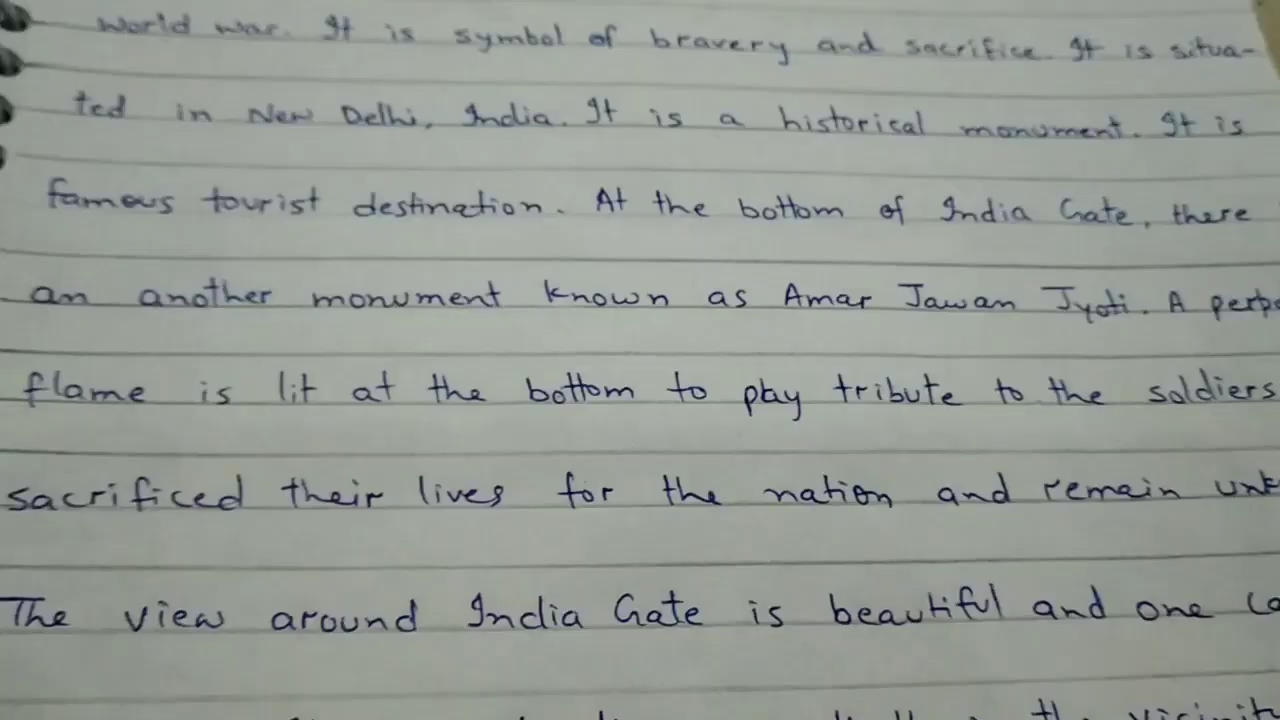 world war. It is symbol of bravery and sacrifice. It is situa-
ted in New Delhi, India. It is a historical monument. It is
famous tourist destination. At the bottom of India Gate, there
an another monument known as Amar Jawan Jyoti. A
flame is lit at the bottom to pay tribute to the soldiers
sacrificed their lives for the nation and remain
The view around India Gate is beautiful and one
the